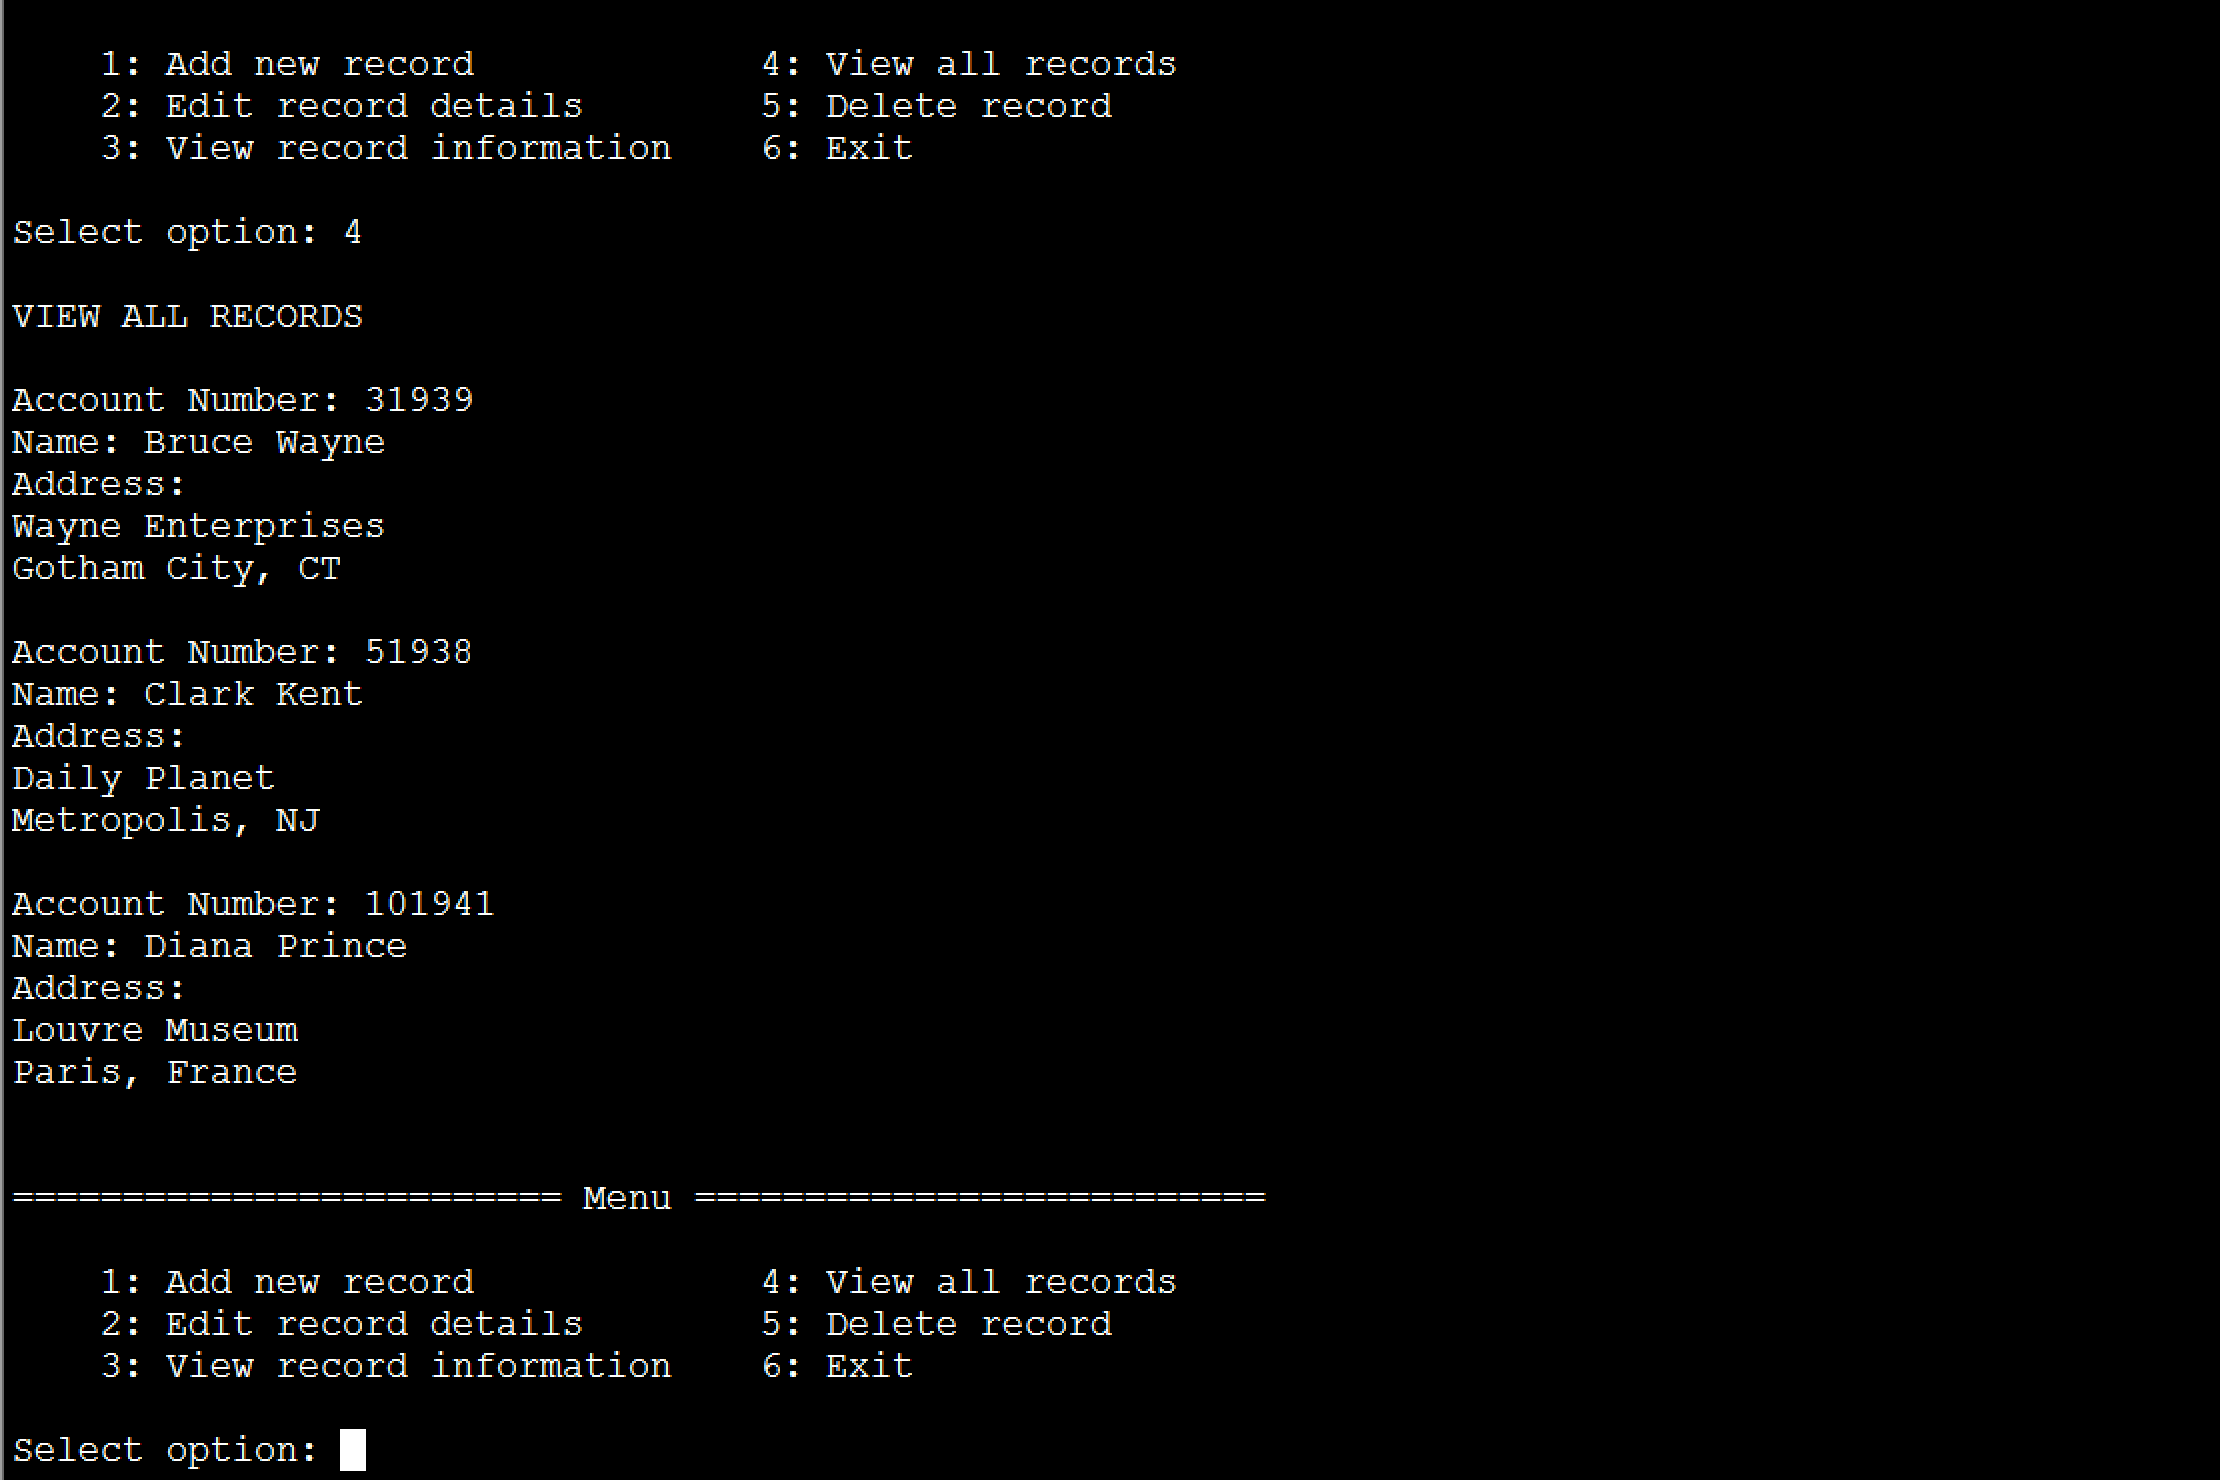 1: Add new record    4: View all records
2: Edit record details    5: Delete record
3: View record information    6: Exit
Select option: 4
VIEW ALL RECORDS
Account Number: 31939
Name: Bruce Wayne
Address:
Wayne Enterprises
Gotham City, CT
Account Number: 51938
Name: Clark Kent
Address:
Daily Planet
Metropolis, NJ
Account Number: 101941
Name: Diana Prince
Address:
Louvre Museum
Paris, France
========================= Menu ==========================
1: Add new record    4: View all records
2: Edit record details    5: Delete record
3: View record information    6: Exit
Select option: